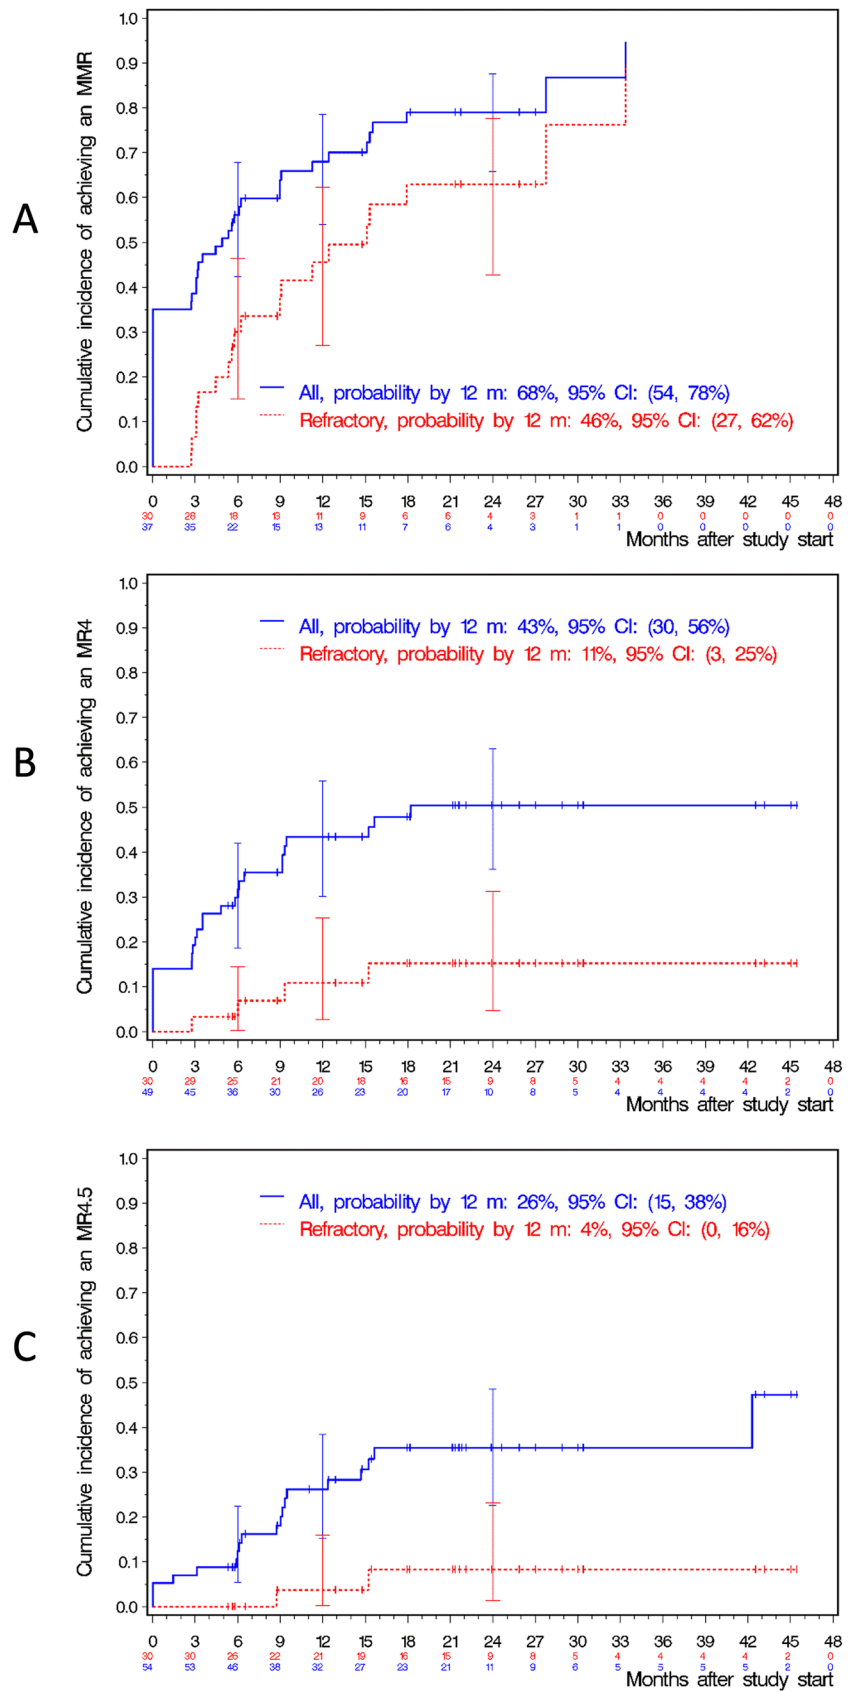 A
Cumulative incidence of achieving an MMR
1.0
0.9
0.8
0.7
0.6
0.5
0.4
0.3
0.2
0.1
0.0
All, probability by 12 m: 68%, 95% CI: (54, 78%)
Refractory, probability by 12 m: 46%, 95% CI: (27, 62%)
0 3 6 9 12 15 18 21 24 27 30 33 36 39 42 45 48
30 28 18 13 11 9 6 6 4 3 1 1 0 0 0 0 0
37 35 22 15 13 11 7 6 4 3 1 1 0 0 0 0 0
Months after study start
B
Cumulative incidence of achieving an MR4
1.0
0.9
0.8
0.7
0.6
0.5
0.4
0.3
0.2
0.1
0.0
All, probability by 12 m: 43%, 95% CI: (30, 56%)
Refractory, probability by 12 m: 11%, 95% CI: (3, 25%)
0 3 6 9 12 15 18 21 24 27 30 33 36 39 42 45 48
30 29 25 21 20 18 16 15 9 8 5 4 4 4 4 2 0
49 45 36 30 26 23 20 17 10 8 5 4 4 4 4 2 0
Months after study start
C
Cumulative incidence of achieving an MR4.5
1.0
0.9
0.8
0.7
0.6
0.5
0.4
0.3
0.2
0.1
0.0
All, probability by 12 m: 26%, 95% CI: (15, 38%)
Refractory, probability by 12 m: 4%, 95% CI: (0, 16%)
0 3 6 9 12 15 18 21 24 27 30 33 36 39 42 45 48
30 30 26 22 21 19 16 15 9 8 5 4 4 4 4 2 0
54 53 46 38 32 27 23 21 11 9 6 5 5 5 5 2 0
Months after study start